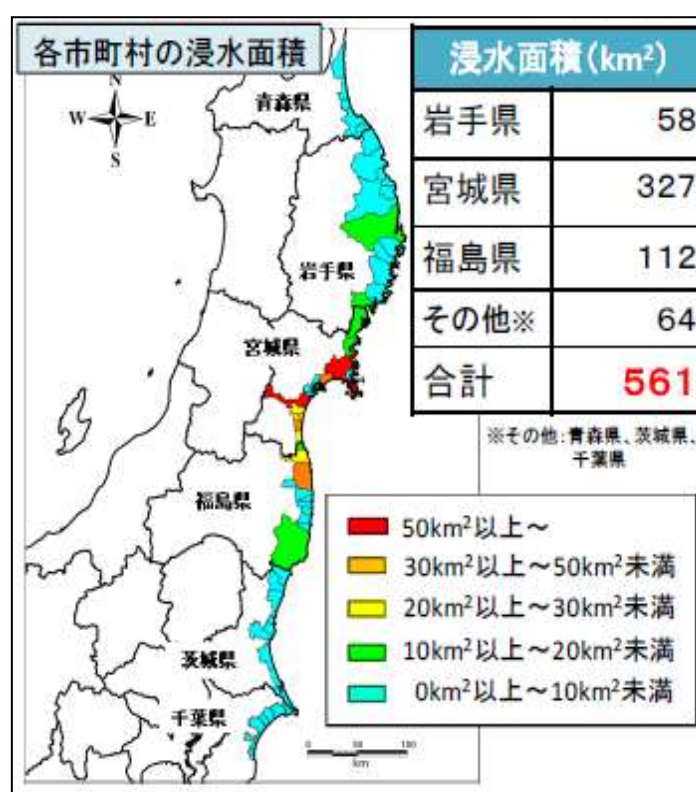 各市町村の浸水面積
N
W E
S
青森県
岩手県
宮城県
福島県
茨城県
千葉県
浸水面積(km²)
岩手県 58
宮城県 327
福島県 112
その他※ 64
合計 561
※その他:青森県、茨城県、
千葉県
50km²以上~
30km²以上~50km²未満
20km²以上~30km²未満
10km²以上~20km²未満
0km²以上~10km²未満
0 50 100
km